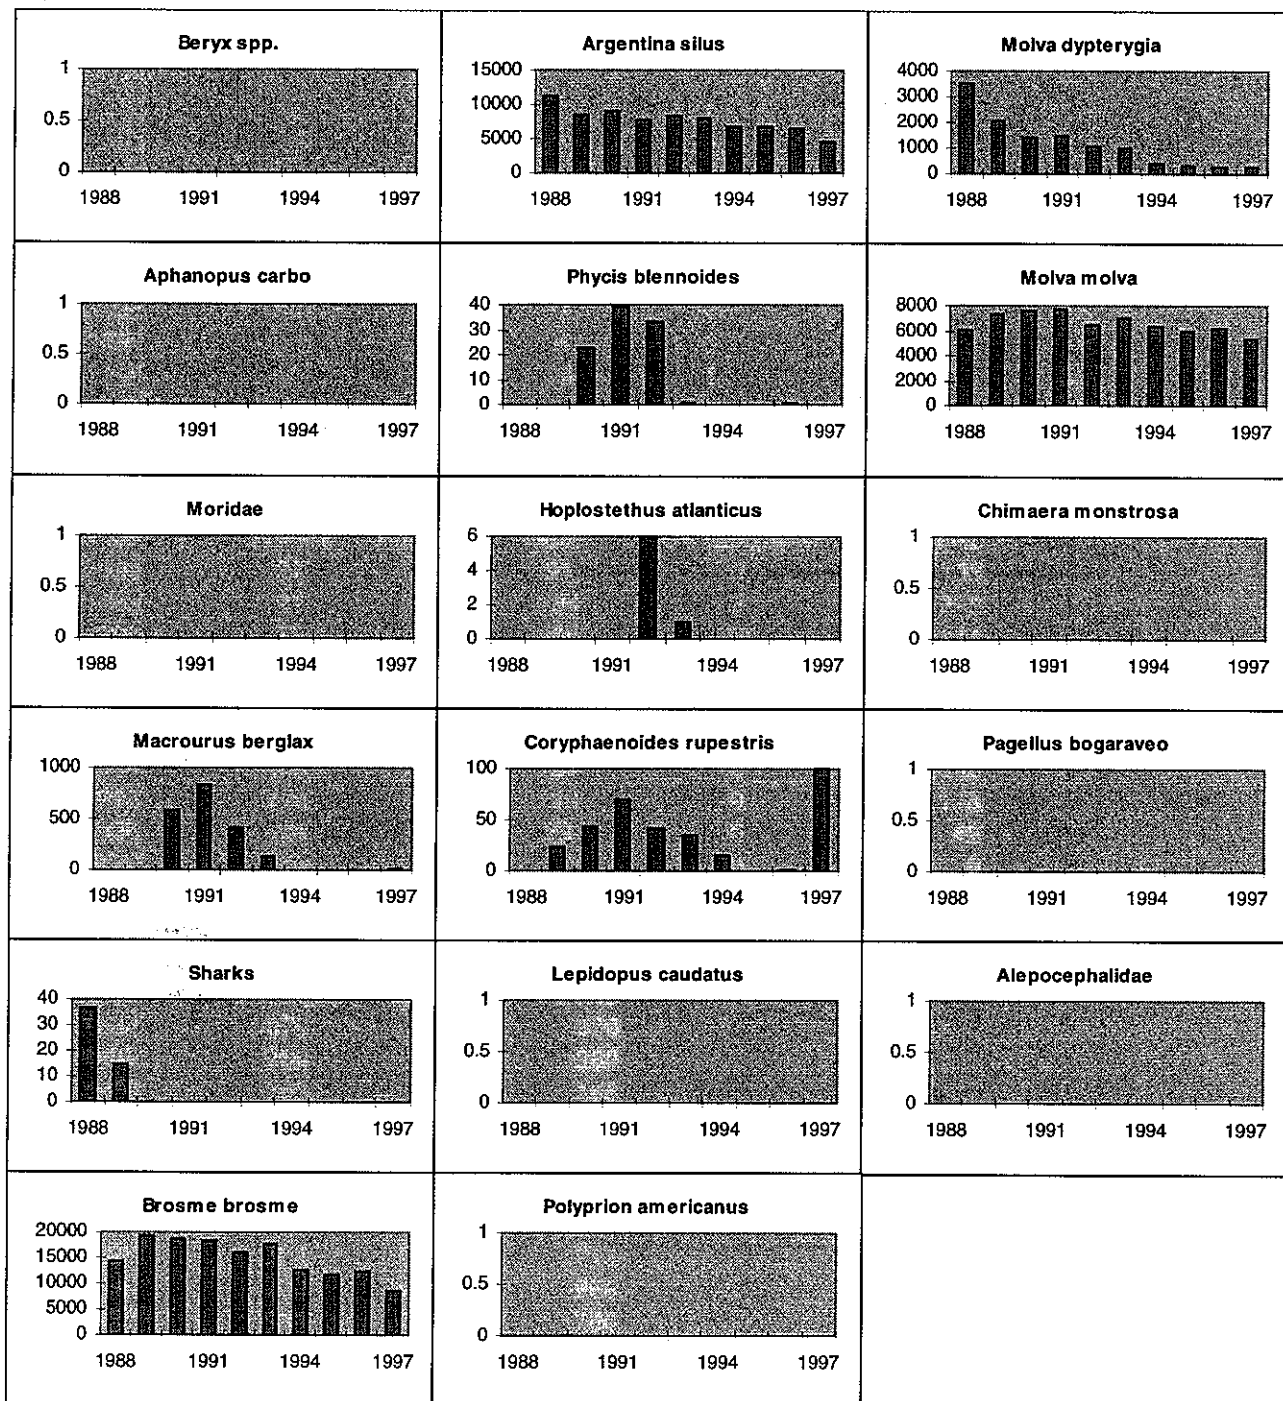 Beryx spp.
1
0.5
0
1988 1991 1994 1997
Argentina silus
15000
10000
5000
0
1988 1991 1994 1997
Molva dypterygia
4000
3000
2000
1000
0
1988 1991 1994 1997
Aphanopus carbo
1
0.5
0
1988 1991 1994 1997
Phycis blennoides
40
30
20
10
0
1988 1991 1994 1997
Molva molva
8000
6000
4000
2000
0
1988 1991 1994 1997
Moridae
1
0.5
0
1988 1991 1994 1997
Hoplostethus atlanticus
6
4
2
0
1988 1991 1994 1997
Chimaera monstrosa
1
0.5
0
1988 1991 1994 1997
Macrourus berglax
1000
500
0
1988 1991 1994 1997
Coryphaenoides rupestris
100
50
0
1988 1991 1994 1997
Pagellus bogaraveo
1
0.5
0
1988 1991 1994 1997
Sharks
40
30
20
10
0
1988 1991 1994 1997
Lepidopus caudatus
1
0.5
0
1988 1991 1994 1997
Alepocephalidae
1
0.5
0
1988 1991 1994 1997
Brosme brosme
20000
15000
10000
5000
0
1988 1991 1994 1997
Polyprion americanus
1
0.5
0
1988 1991 1994 1997